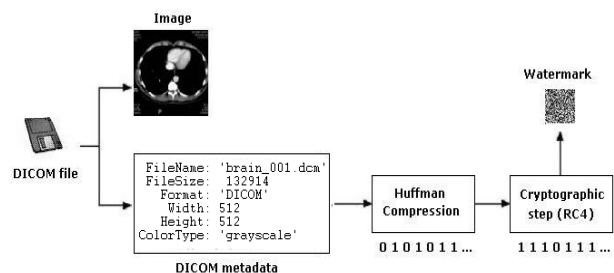 Image
Watermark
DICOM file
FileName: 'brain_001.dcm'
FileSize: 132914
Format: 'DICOM'
Width: 512
Height: 512
ColorType: 'grayscale'
DICOM metadata
Huffman
Compression
0 1 0 1 0 1 1 ...
Cryptographic
step (RC4)
1 1 1 0 1 1 1 ...